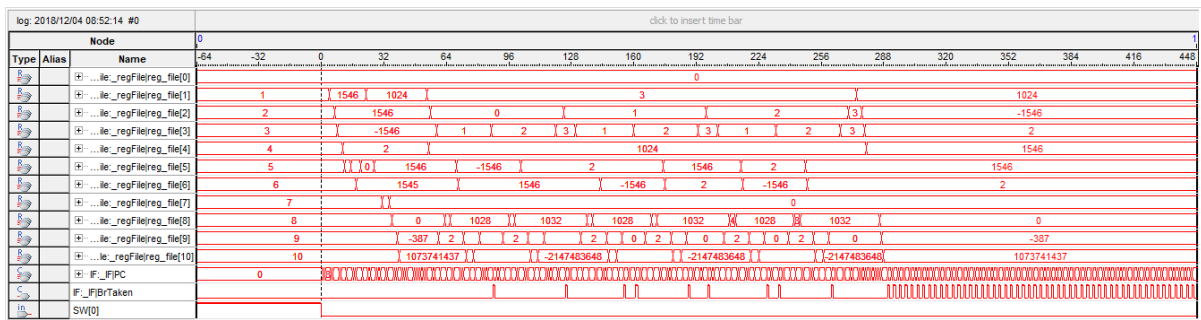 log: 2018/12/04 08:52:14 #0 click to insert time bar
Node 0 1
Type Alias Name -64 -32 0 32 64 96 128 160 192 224 256 288 320 352 384 416 448
...ile:_regFile|reg_file[0] 0
...ile:_regFile|reg_file[1] 1 1546 1024 3 1024
...ile:_regFile|reg_file[2] 2 1546 0 1 2 3 -1546
...ile:_regFile|reg_file[3] 3 -1546 1 2 3 1 2 3 1 2 3 2
...ile:_regFile|reg_file[4] 4 2 1024 1546
...ile:_regFile|reg_file[5] 5 0 1546 -1546 2 1546 2 1546
...ile:_regFile|reg_file[6] 6 1545 1546 -1546 2 -1546 2
...ile:_regFile|reg_file[7] 7 0
...ile:_regFile|reg_file[8] 8 0 1028 1032 1028 1032 1028 1032 0
...ile:_regFile|reg_file[9] 9 -387 2 2 2 0 2 0 2 0 2 0 -387
...le:_regFile|reg_file[10] 10 1073741437 -2147483648 -2147483648 -2147483648 1073741437
IF:_IF|PC 0
IF:_IF|BrTaken
SW[0]